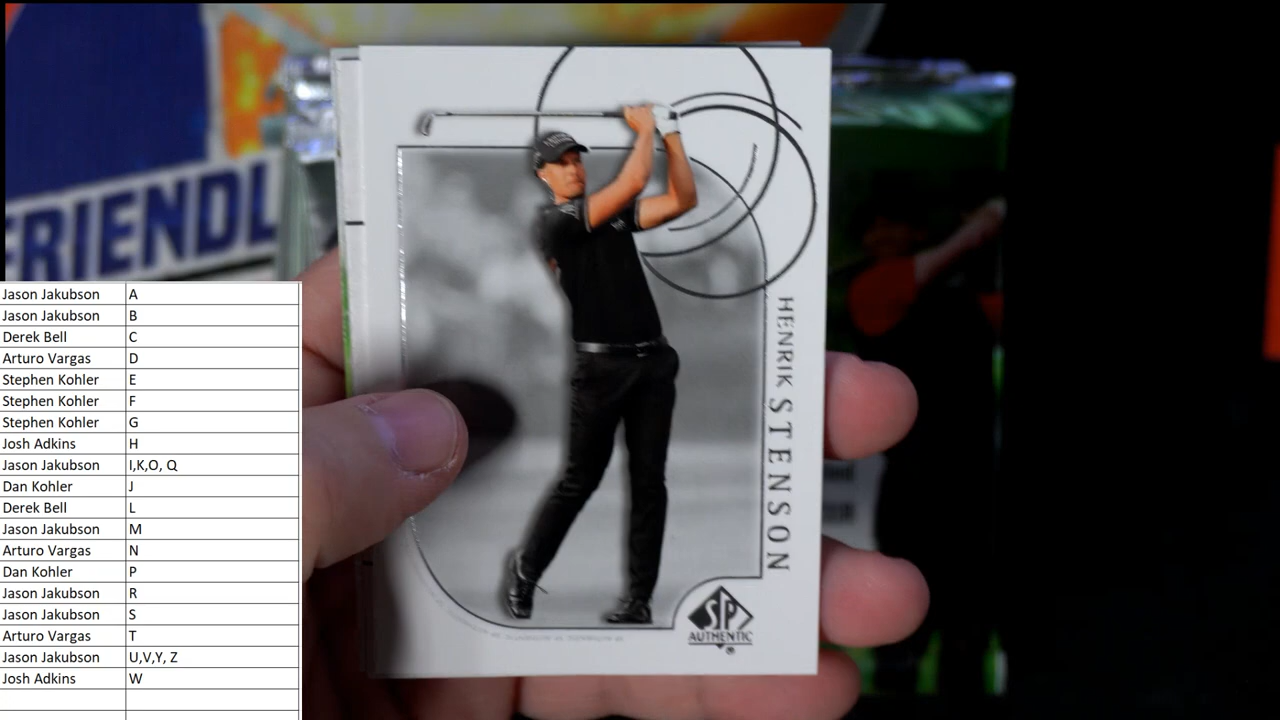 FRIENDL
HENRIK STENSON
SP
AUTHENTIC
Jason Jakubson A
Jason Jakubson B
Derek Bell C
Arturo Vargas D
Stephen Kohler E
Stephen Kohler F
Stephen Kohler G
Josh Adkins H
Jason Jakubson I,K,O, Q
Dan Kohler J
Derek Bell L
Jason Jakubson M
Arturo Vargas N
Dan Kohler P
Jason Jakubson R
Jason Jakubson S
Arturo Vargas T
Jason Jakubson U,V,Y, Z
Josh Adkins W